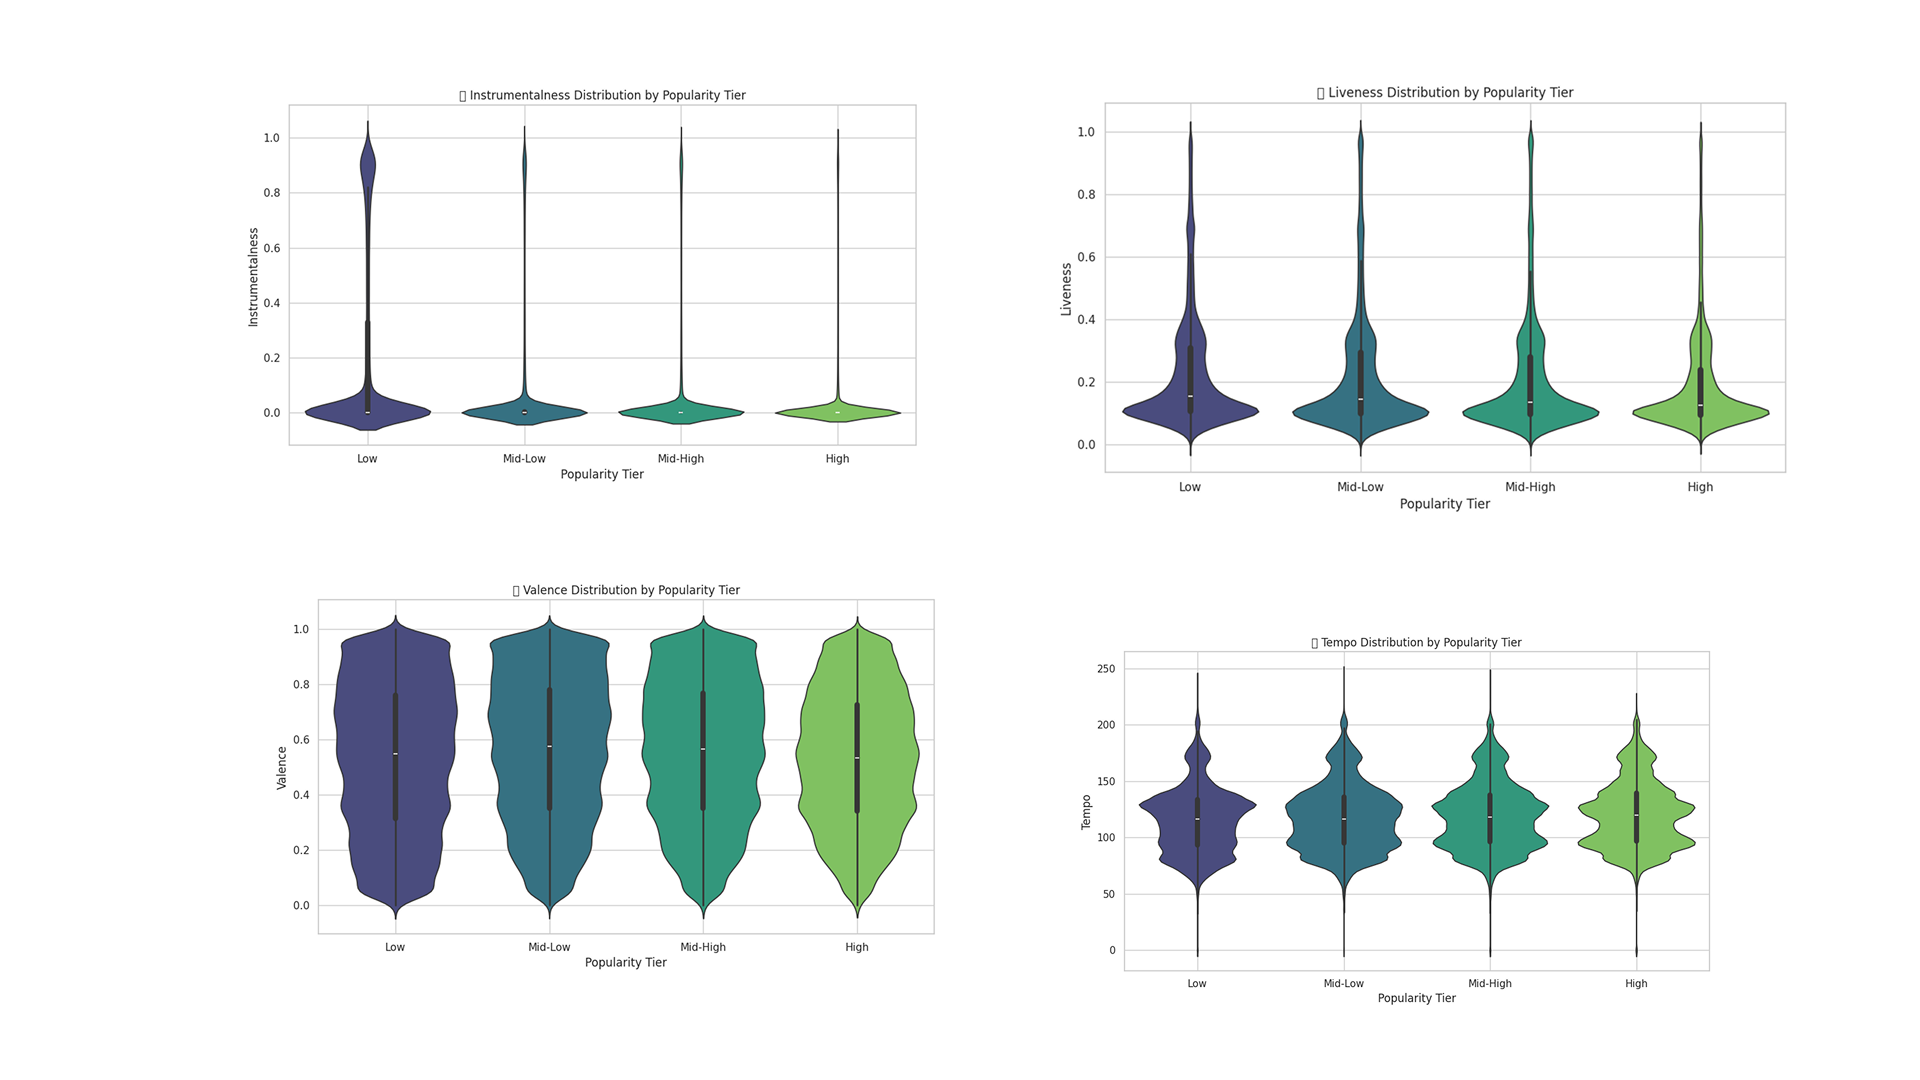 ▯ Instrumentalness Distribution by Popularity Tier
1.0
0.8
0.6
0.4
0.2
0.0
Instrumentalness
Low Mid-Low Mid-High High
Popularity Tier
▯ Liveness Distribution by Popularity Tier
1.0
0.8
0.6
0.4
0.2
0.0
Liveness
Low Mid-Low Mid-High High
Popularity Tier
▯ Valence Distribution by Popularity Tier
1.0
0.8
0.6
0.4
0.2
0.0
Valence
Low Mid-Low Mid-High High
Popularity Tier
▯ Tempo Distribution by Popularity Tier
250
200
150
100
50
0
Tempo
Low Mid-Low Mid-High High
Popularity Tier